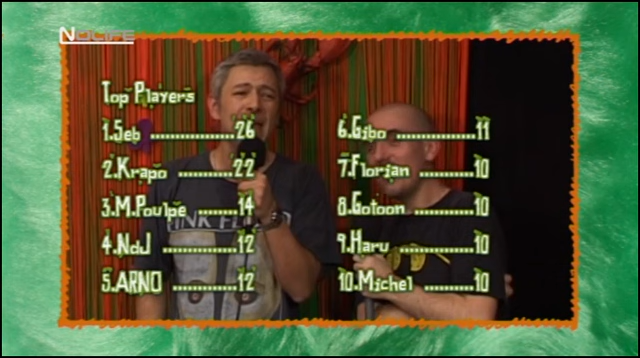 NOLIFE
Top Players
1.Seb .................26
2.Krapo ...........22
3.M.Poulpe ........14
4.NdJ ...............12
5.ARNO ............12
6.Gibo ................11
7.Florian ...........10
8.Gotoon ............10
9.Haru ...............10
10.Michel ..........10